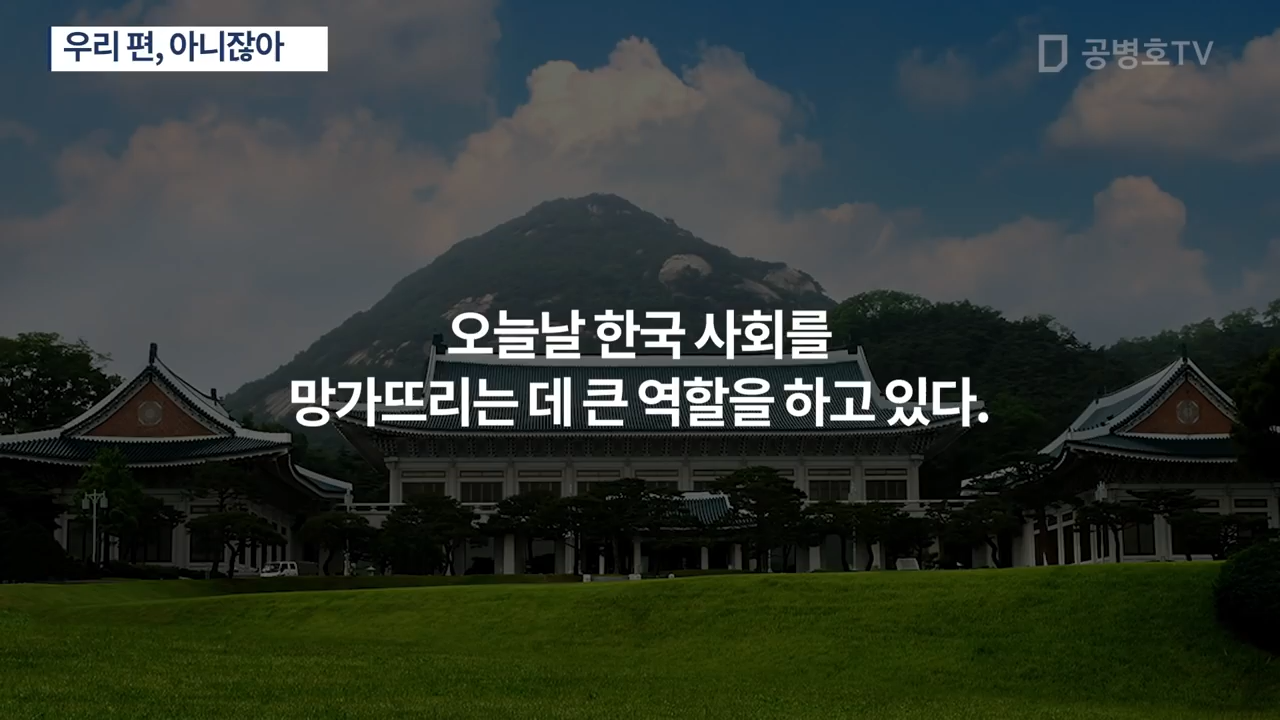 우리 편, 아니잖아
공병호TV
오늘날 한국 사회를
망가뜨리는 데 큰 역할을 하고 있다.